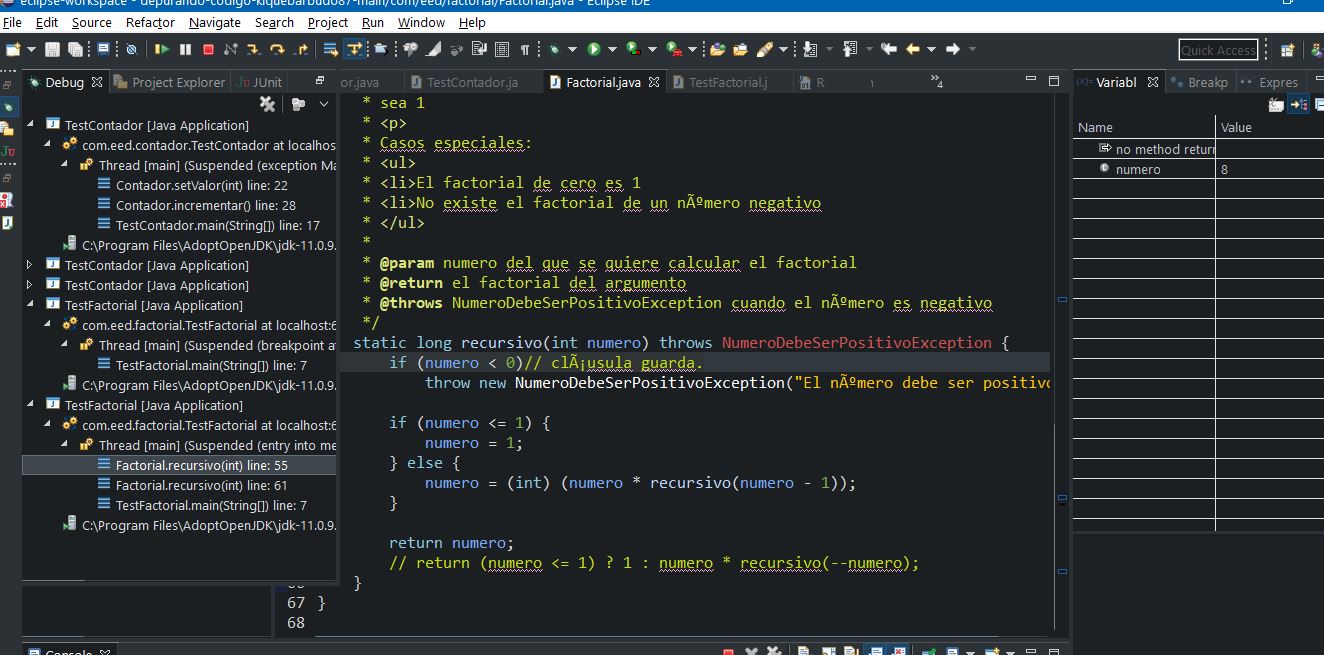 eclipse-workspace - depurando-codigo-kiquebarbudo87-main/com/eed/factorial/Factorial.java - Eclipse IDE
File Edit Source Refactor Navigate Search Project Run Window Help
Quick Access
Debug Project Explorer JUnit
or.java TestContador.ja Factorial.java TestFactorial.j R »4
Variabl Breakp Expres
TestContador [Java Application]
com.eed.contador.TestContador at localhos
Thread [main] (Suspended (exception Ma
Contador.setValor(int) line: 22
Contador.incrementar() line: 28
TestContador.main(String[]) line: 17
C:\Program Files\AdoptOpenJDK\jdk-11.0.9.
TestContador [Java Application]
TestContador [Java Application]
TestFactorial [Java Application]
com.eed.factorial.TestFactorial at localhost:6
Thread [main] (Suspended (breakpoint a
TestFactorial.main(String[]) line: 7
C:\Program Files\AdoptOpenJDK\jdk-11.0.9.
TestFactorial [Java Application]
com.eed.factorial.TestFactorial at localhost:6
Thread [main] (Suspended (entry into me
Factorial.recursivo(int) line: 55
Factorial.recursivo(int) line: 61
TestFactorial.main(String[]) line: 7
C:\Program Files\AdoptOpenJDK\jdk-11.0.9.
* sea 1
* <p>
* Casos especiales:
* <ul>
* <li>El factorial de cero es 1
* <li>No existe el factorial de un nÃºmero negativo
* </ul>
*
* @param numero del que se quiere calcular el factorial
* @return el factorial del argumento
* @throws NumeroDebeSerPositivoException cuando el nÃºmero es negativo
*/
static long recursivo(int numero) throws NumeroDebeSerPositivoException {
if (numero < 0)// clÃ¡usula guarda.
throw new NumeroDebeSerPositivoException("El nÃºmero debe ser positivo
if (numero <= 1) {
numero = 1;
} else {
numero = (int) (numero * recursivo(numero - 1));
}
return numero;
// return (numero <= 1) ? 1 : numero * recursivo(--numero);
}
67 }
68
Name Value
no method return
numero 8
Console